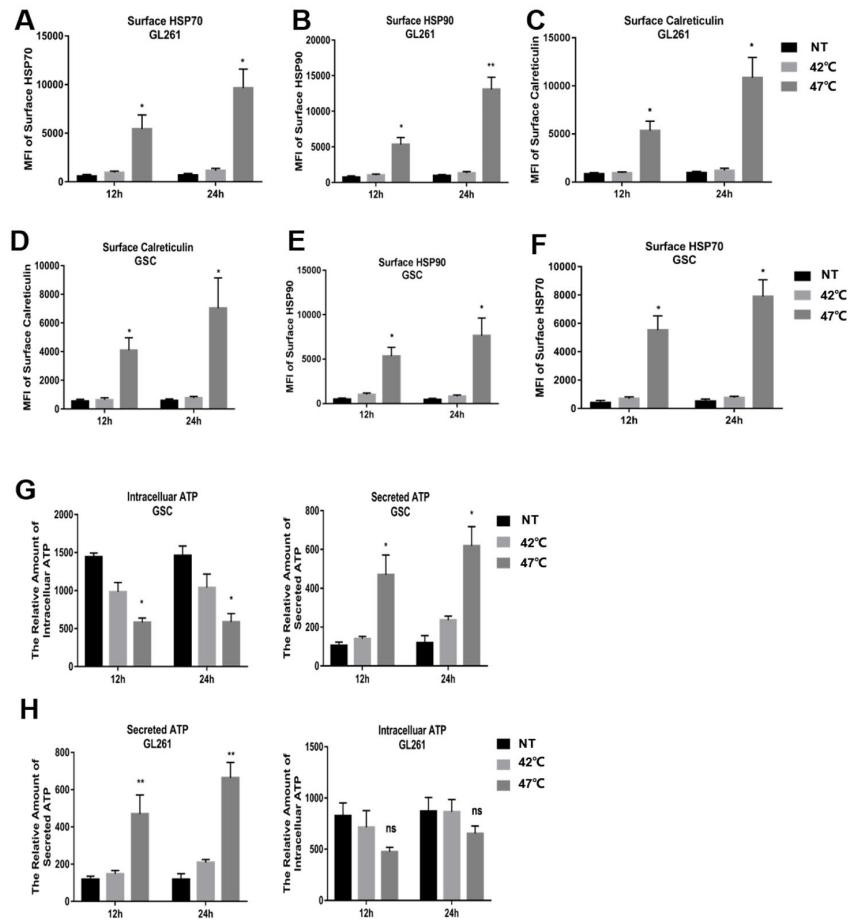 A
Surface HSP70
GL261
MFI of Surface HSP70
15000
10000
5000
0
*
*
12h
24h
B
Surface HSP90
GL261
MFI of Surface HSP90
20000
15000
10000
5000
0
*
**
12h
24h
C
Surface Calreticulin
GL261
MFI of Surface Calreticulin
15000
10000
5000
0
*
*
12h
24h
NT
42℃
47℃
D
Surface Calreticulin
GSC
MFI of Surface Calreticulin
10000
8000
6000
4000
2000
0
*
*
12h
24h
E
Surface HSP90
GSC
MFI of Surface HSP90
15000
10000
5000
0
*
*
12h
24h
F
Surface HSP70
GSC
MFI of Surface HSP70
10000
8000
6000
4000
2000
0
*
*
12h
24h
NT
42℃
47℃
G
Intracelluar ATP
GSC
The Relative Amount of
Intracelluar ATP
2000
1500
1000
500
0
*
*
12h
24h
Secreted ATP
GSC
The Relative Amount of
Secreted ATP
800
600
400
200
0
*
*
12h
24h
NT
42℃
47℃
H
Secreted ATP
GL261
The Relative Amount of
Secreted ATP
800
600
400
200
0
**
**
12h
24h
Intracelluar ATP
GL261
The Relative Amount of
Intracelluar ATP
1500
1000
500
0
ns
ns
12h
24h
NT
42℃
47℃